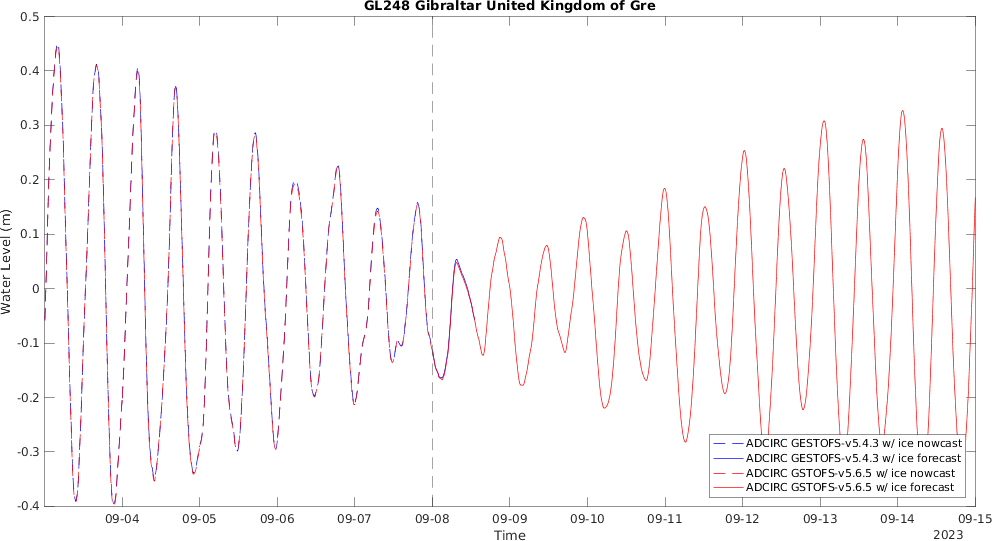 GL248 Gibraltar United Kingdom of Gre
Water Level (m)
0.5
0.4
0.3
0.2
0.1
0
-0.1
-0.2
-0.3
-0.4
ADCIRC GESTOFS-v5.4.3 w/ ice nowcast
ADCIRC GESTOFS-v5.4.3 w/ ice forecast
ADCIRC GSTOFS-v5.6.5 w/ ice nowcast
ADCIRC GSTOFS-v5.6.5 w/ ice forecast
09-04 09-05 09-06 09-07 09-08 09-09 09-10 09-11 09-12 09-13 09-14 09-15
Time
2023